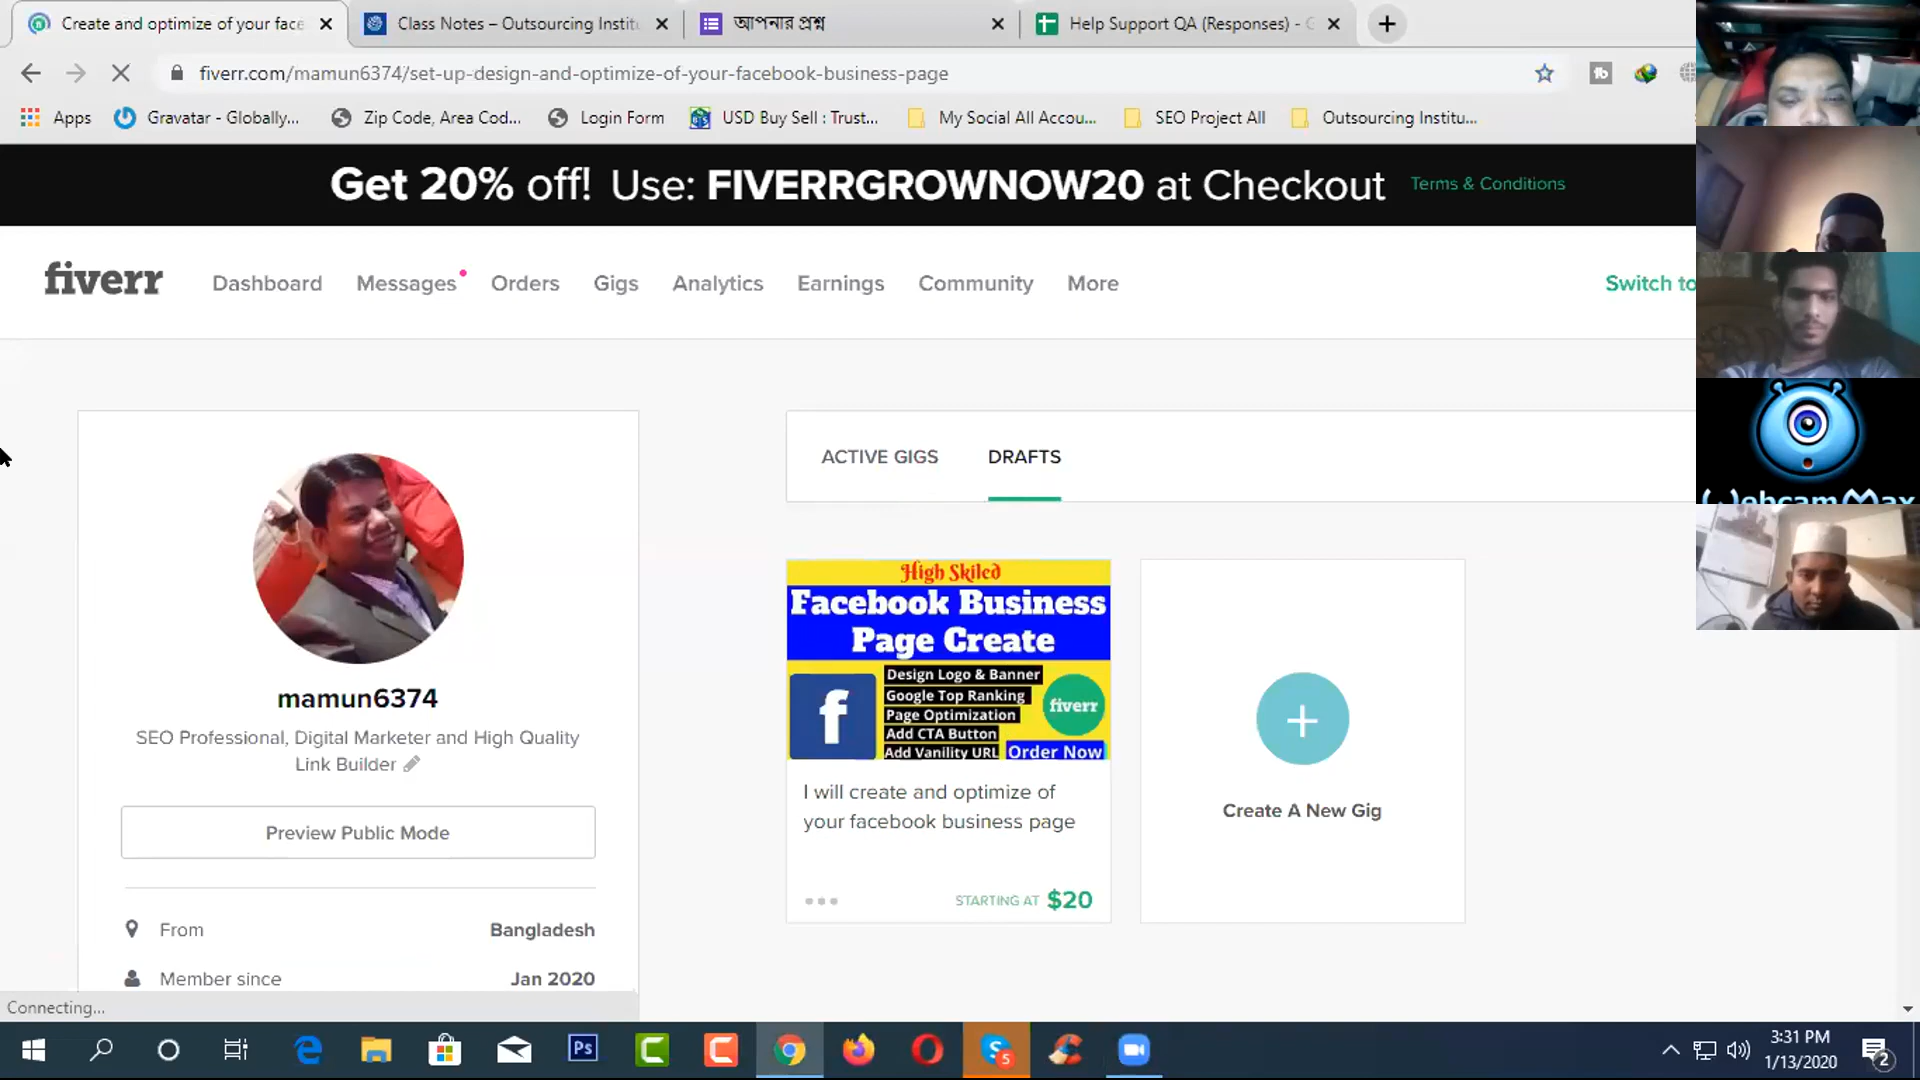 Create and optimize of your face
Class Notes – Outsourcing Instit
আপনার প্রশ্ন
Help Support QA (Responses) - G
fiverr.com/mamun6374/set-up-design-and-optimize-of-your-facebook-business-page
Apps
Gravatar - Globally...
Zip Code, Area Cod...
Login Form
USD Buy Sell : Trust...
My Social All Accou...
SEO Project All
Outsourcing Institu...
Get 20% off! Use: FIVERRGROWNOW20 at Checkout
Terms & Conditions
fiverr
Dashboard
Messages
Orders
Gigs
Analytics
Earnings
Community
More
Switch to
ACTIVE GIGS
DRAFTS
WebcamMax
High Skiled
Facebook Business
Page Create
f
Design Logo & Banner
Google Top Ranking
Page Optimization
Add CTA Button
Add Vanility URL
fiverr
Order Now
I will create and optimize of
your facebook business page
STARTING AT $20
Create A New Gig
mamun6374
SEO Professional, Digital Marketer and High Quality
Link Builder
Preview Public Mode
From
Bangladesh
Member since
Jan 2020
Connecting...
Ps
5
3:31 PM
1/13/2020
2